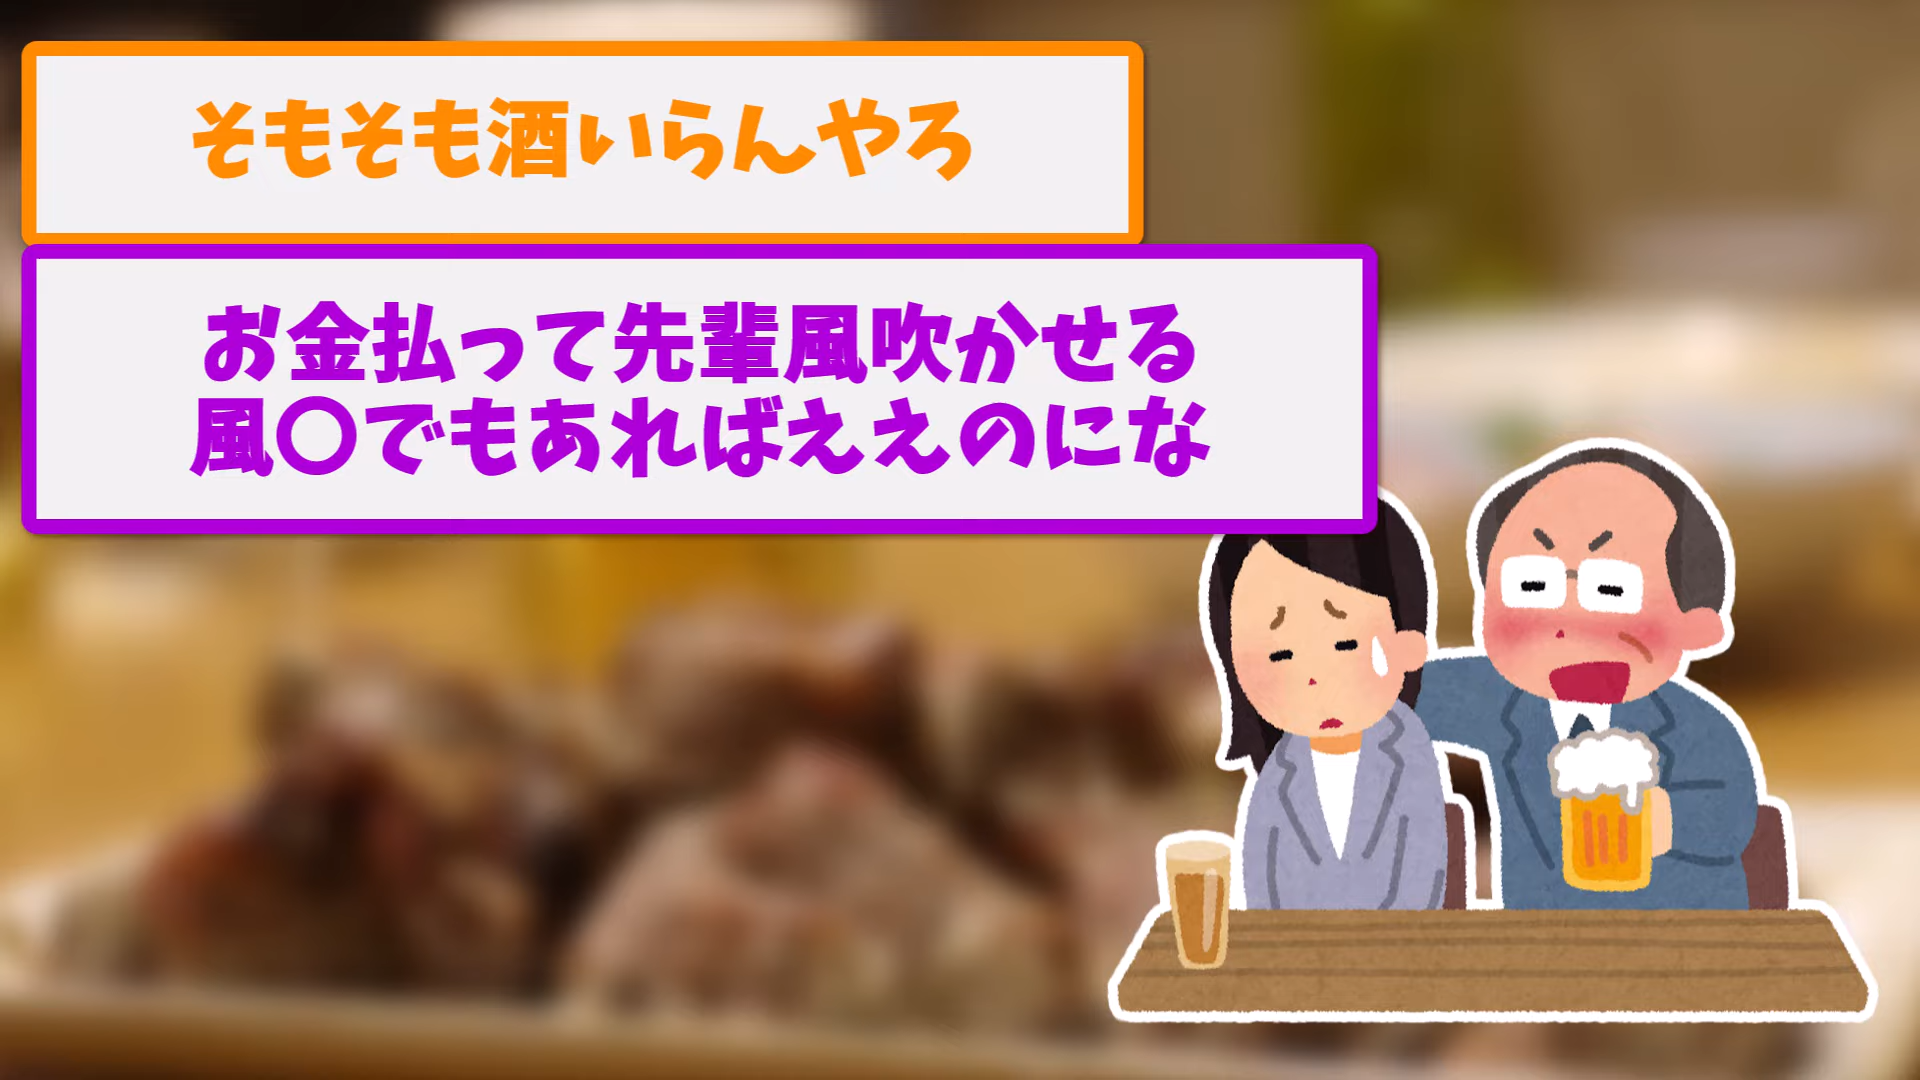 そもそも酒いらんやろ
お金払って先輩風吹かせる
風〇でもあればええのにな